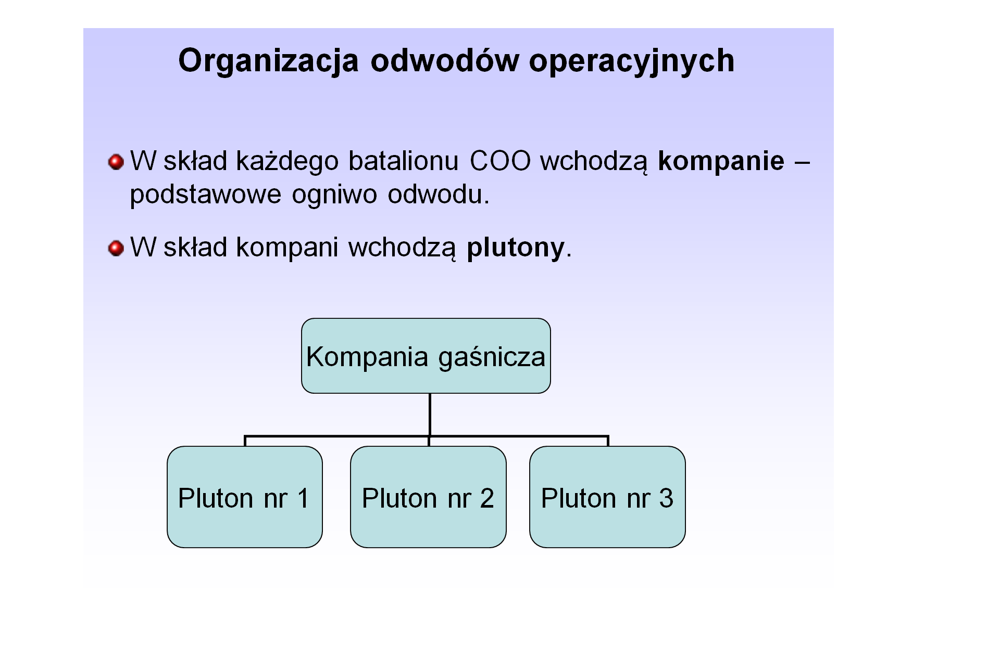 Organizacja odwodów operacyjnych
W skład każdego batalionu COO wchodzą kompanie –
podstawowe ogniwo odwodu.
W skład kompani wchodzą plutony.
Kompania gaśnicza
Pluton nr 1
Pluton nr 2
Pluton nr 3